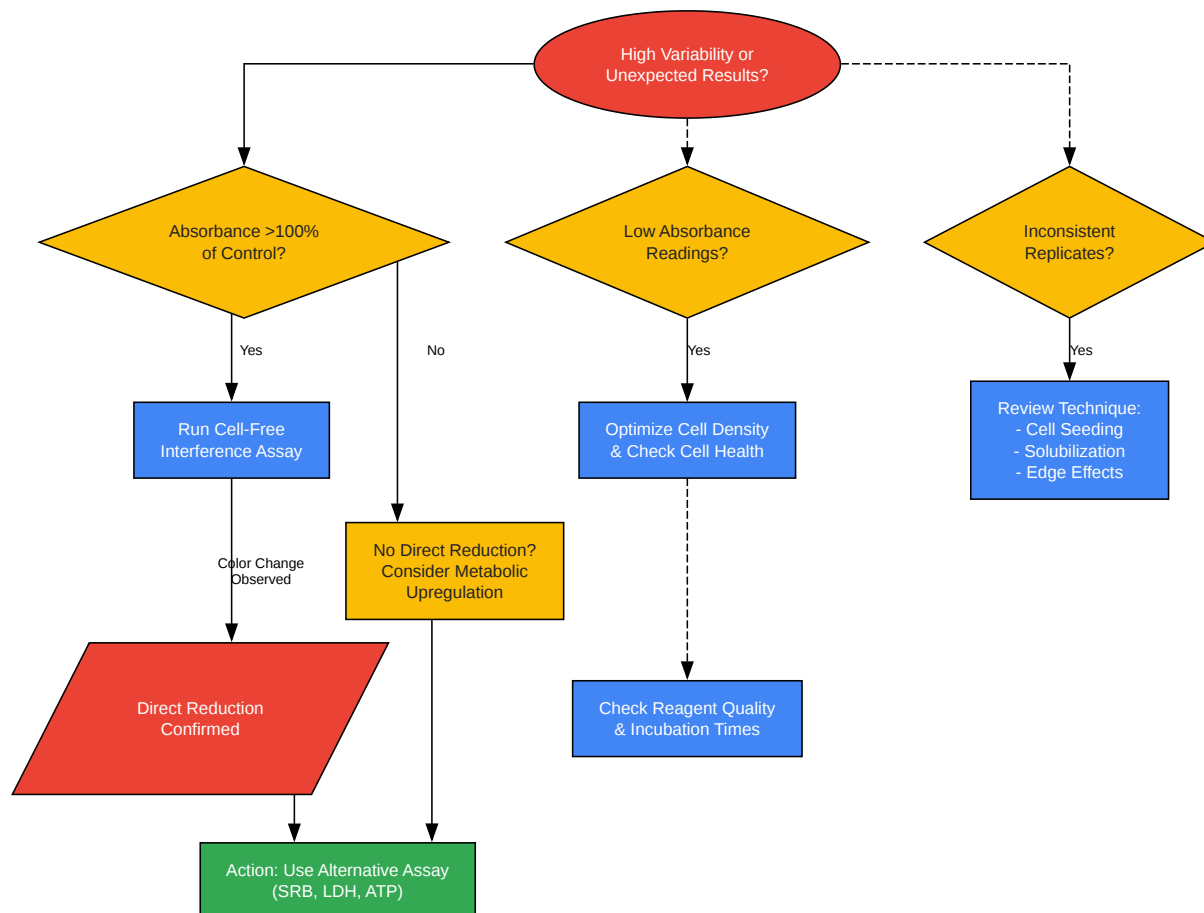 High Variability or
Unexpected Results?
Absorbance >100%
of Control?
Low Absorbance
Readings?
Inconsistent
Replicates?
Yes
No
Yes
Yes
Run Cell-Free
Interference Assay
Optimize Cell Density
& Check Cell Health
Review Technique:
- Cell Seeding
- Solubilization
- Edge Effects
Color Change
Observed
No Direct Reduction?
Consider Metabolic
Upregulation
Direct Reduction
Confirmed
Check Reagent Quality
& Incubation Times
Action: Use Alternative Assay
(SRB, LDH, ATP)